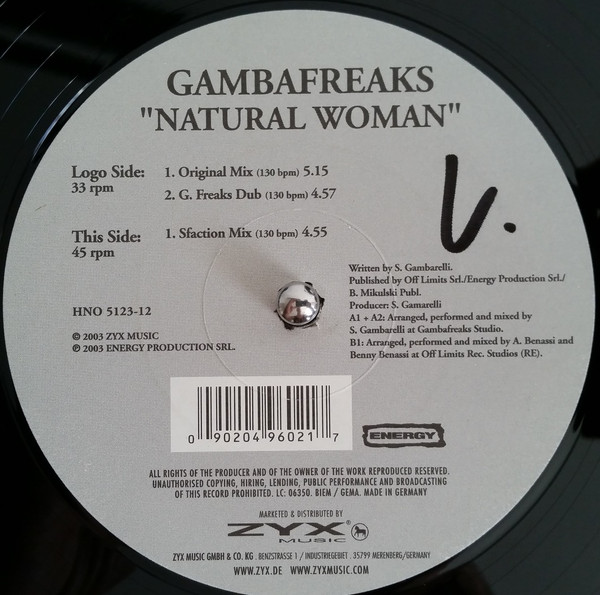 GAMBAFREAKS
"NATURAL WOMAN"
Logo Side: 1. Original Mix (130 bpm) 5.15
33 rpm
2. G. Freaks Dub (130 bpm) 4.57
This Side: 1. Sfaction Mix (130 bpm) 4.55
45 rpm
V.
Written by S. Gambarelli.
Published by Off Limits Srl./Energy Production Srl./
B. Mikulski Publ.
Producer: S. Gamarelli
A1 + A2: Arranged, performed and mixed by
S. Gambarelli at Gambafreaks Studio.
B1: Arranged, performed and mixed by A. Benassi and
Benny Benassi at Off Limits Rec. Studios (RE).
HNO 5123-12
© 2003 ZYX MUSIC
℗ 2003 ENERGY PRODUCTION SRL.
0 90204 96021 7
ENERGY
ALL RIGHTS OF THE PRODUCER AND OF THE OWNER OF THE WORK REPRODUCED RESERVED.
UNAUTHORISED COPYING, HIRING, LENDING, PUBLIC PERFORMANCE AND BROADCASTING
OF THIS RECORD PROHIBITED. LC: 06350. BIEM / GEMA. MADE IN GERMANY
MARKETED & DISTRIBUTED BY
ZYX®
MUSIC
ZYX MUSIC GMBH & CO. KG . BENZSTRASSE 1 / INDUSTRIEGEBIET . 35799 MERENBERG/GERMANY
WWW.ZYX.DE WWW.ZYXMUSIC.COM